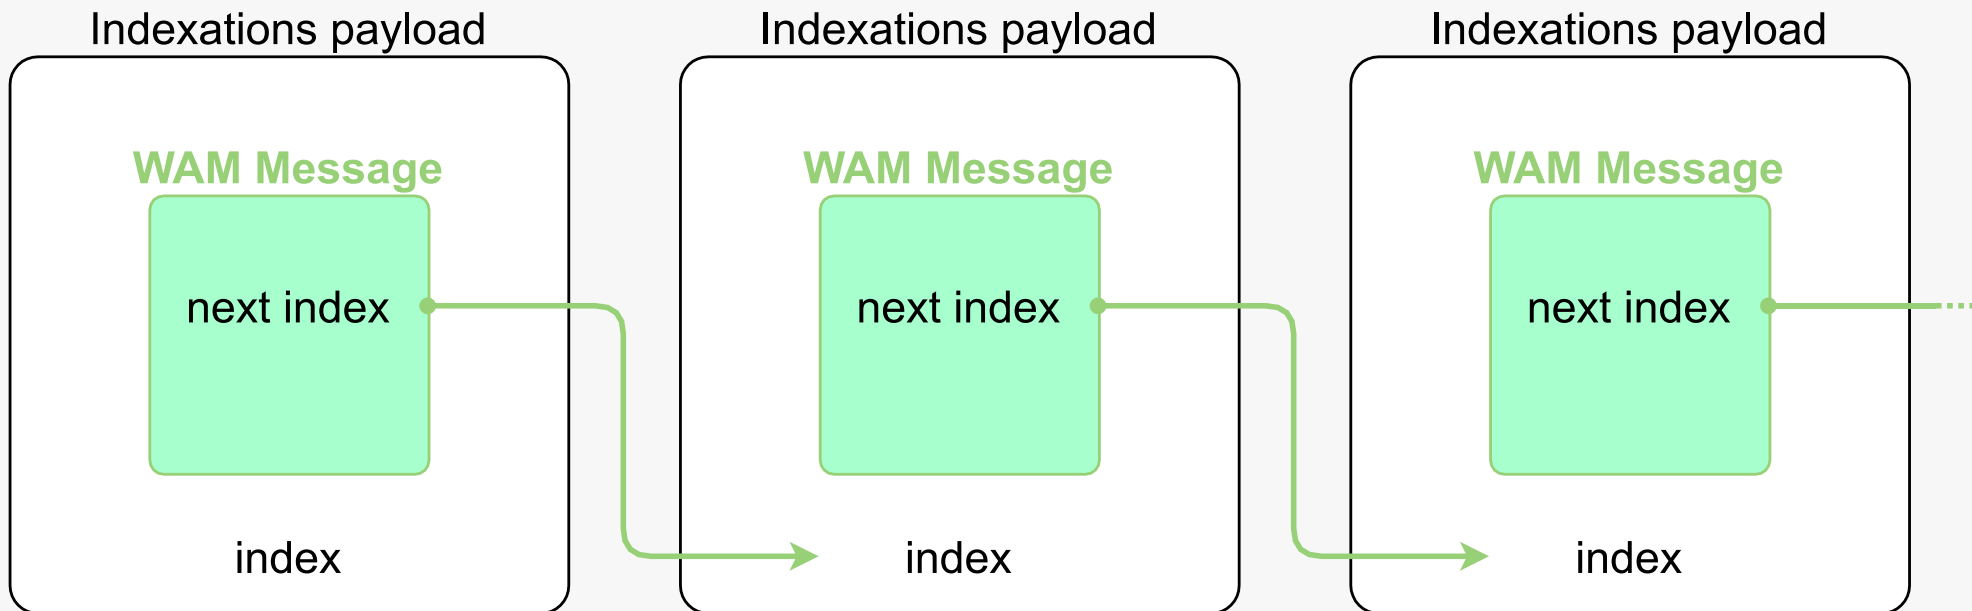 Indexations payload
WAM Message
next index
index
Indexations payload
WAM Message
next index
index
Indexations payload
WAM Message
next index
index